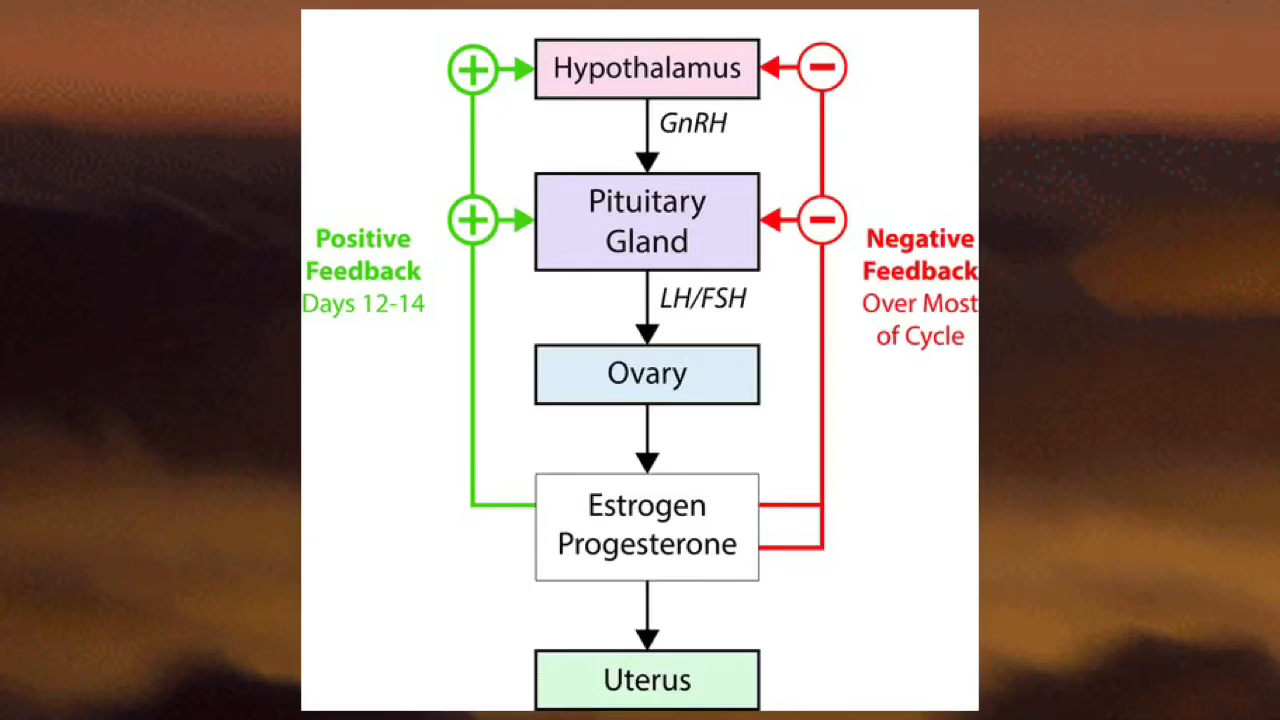 Hypothalamus
GnRH
Pituitary
Gland
Positive
Feedback
Days 12-14
Negative
Feedback
Over Most
of Cycle
LH/FSH
Ovary
Estrogen
Progesterone
Uterus